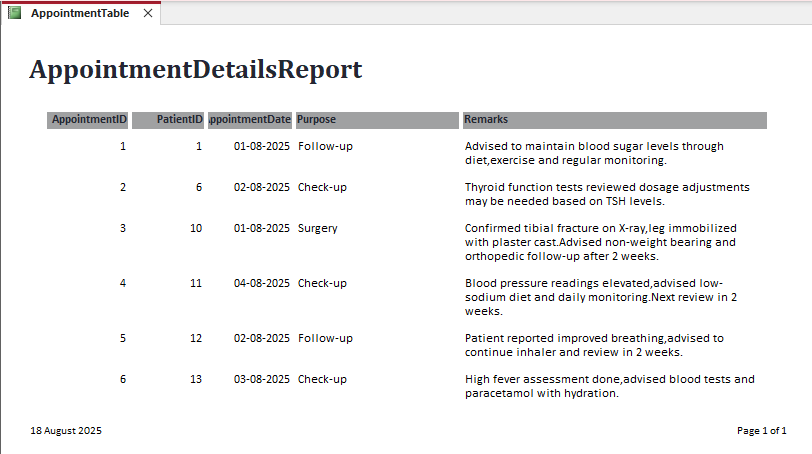 AppointmentTable
AppointmentDetailsReport
AppointmentID PatientID ppointmentDate Purpose Remarks
1 1 01-08-2025 Follow-up Advised to maintain blood sugar levels through
diet,exercise and regular monitoring.
2 6 02-08-2025 Check-up Thyroid function tests reviewed dosage adjustments
may be needed based on TSH levels.
3 10 01-08-2025 Surgery Confirmed tibial fracture on X-ray,leg immobilized
with plaster cast.Advised non-weight bearing and
orthopedic follow-up after 2 weeks.
4 11 04-08-2025 Check-up Blood pressure readings elevated,advised low-
sodium diet and daily monitoring.Next review in 2
weeks.
5 12 02-08-2025 Follow-up Patient reported improved breathing,advised to
continue inhaler and review in 2 weeks.
6 13 03-08-2025 Check-up High fever assessment done,advised blood tests and
paracetamol with hydration.
18 August 2025 Page 1 of 1